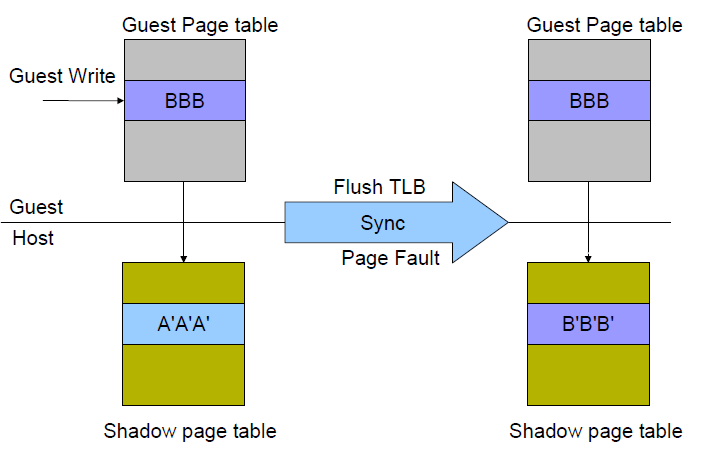 Guest Page table
Guest Page table
Guest Write
BBB
BBB
Flush TLB
Guest
Sync
Host
Page Fault
A'A'A'
B'B'B'
Shadow page table
Shadow page table